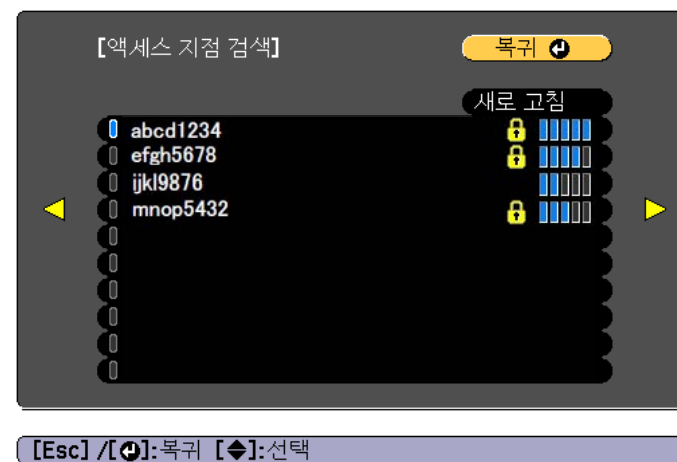 [액세스 지점 검색]
복귀
새로 고침
abcd1234
efgh5678
ijkl9876
mnop5432
[Esc] /[⏎]:복귀 [◆]:선택